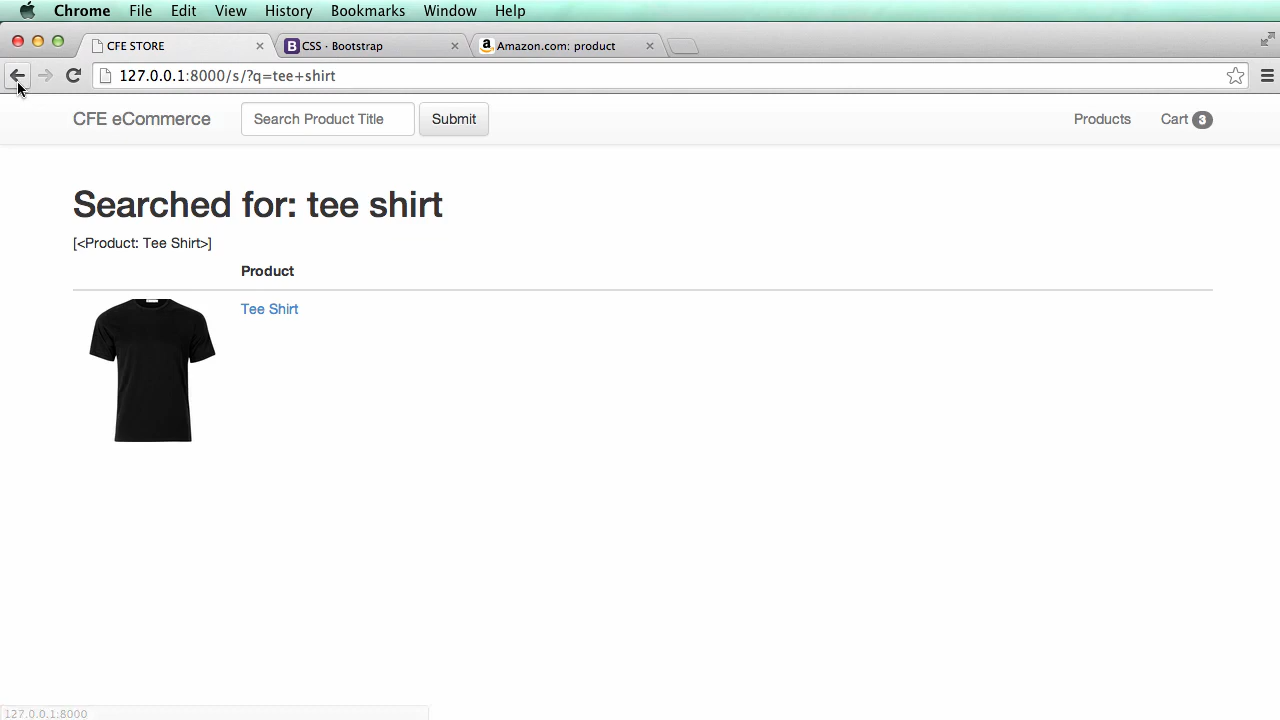 Chrome File Edit View History Bookmarks Window Help
CFE STORE CSS · Bootstrap Amazon.com: product
127.0.0.1:8000/s/?q=tee+shirt
CFE eCommerce Search Product Title Submit Products Cart 3
Searched for: tee shirt
[<Product: Tee Shirt>]
Product
Tee Shirt
127.0.0.1:8000